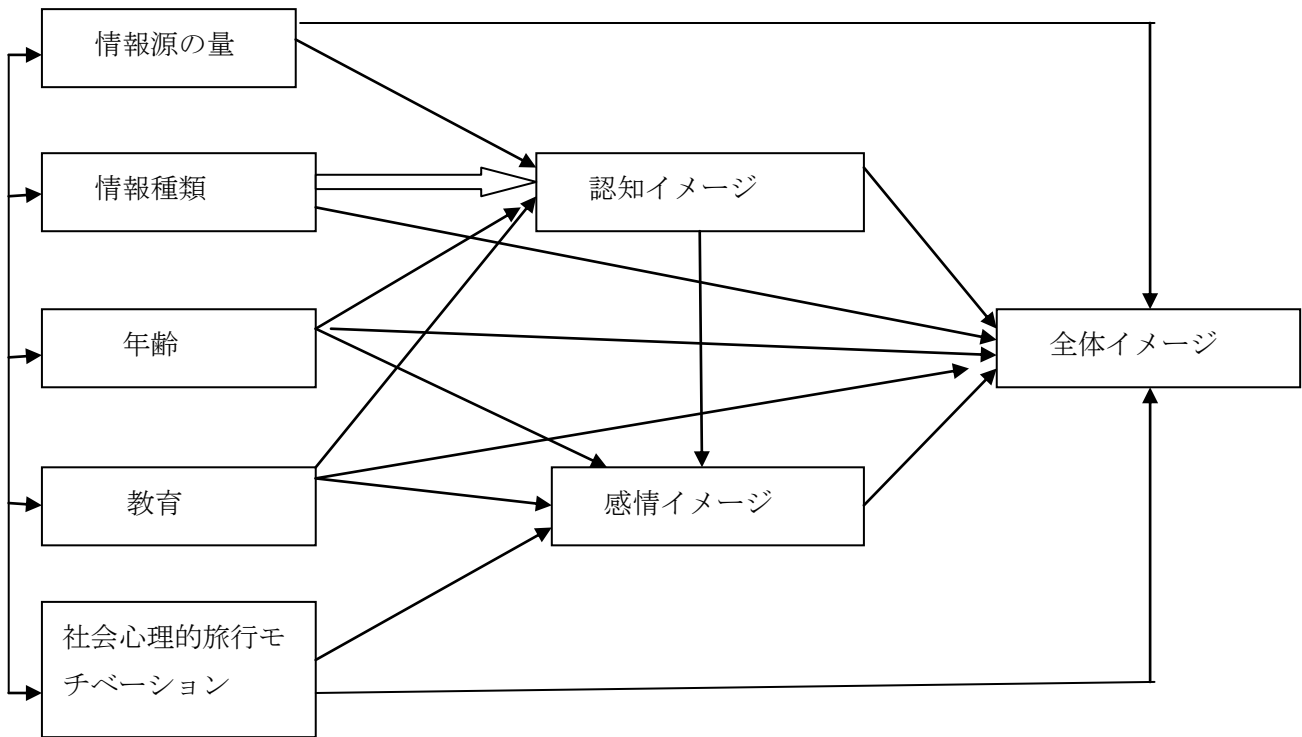 情報源の量
情報種類
認知イメージ
年齢
全体イメージ
教育
感情イメージ
社会心理的旅行モ
チベーション